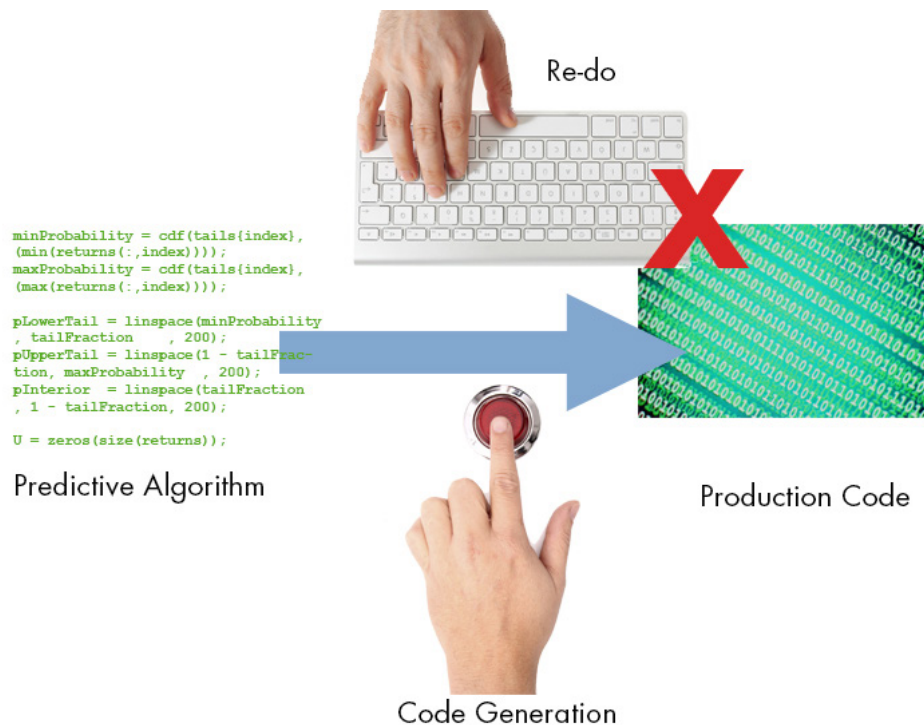 Re-do
minProbability = cdf(tails{index},
(min(returns(:,index))));
maxProbability = cdf(tails{index},
(max(returns(:,index))));
pLowerTail = linspace(minProbability
, tailFraction    , 200);
pUpperTail = linspace(1 - tailFrac-
tion, maxProbability  , 200);
pInterior  = linspace(tailFraction
, 1 - tailFraction, 200);
U = zeros(size(returns));
Predictive Algorithm
Production Code
Code Generation